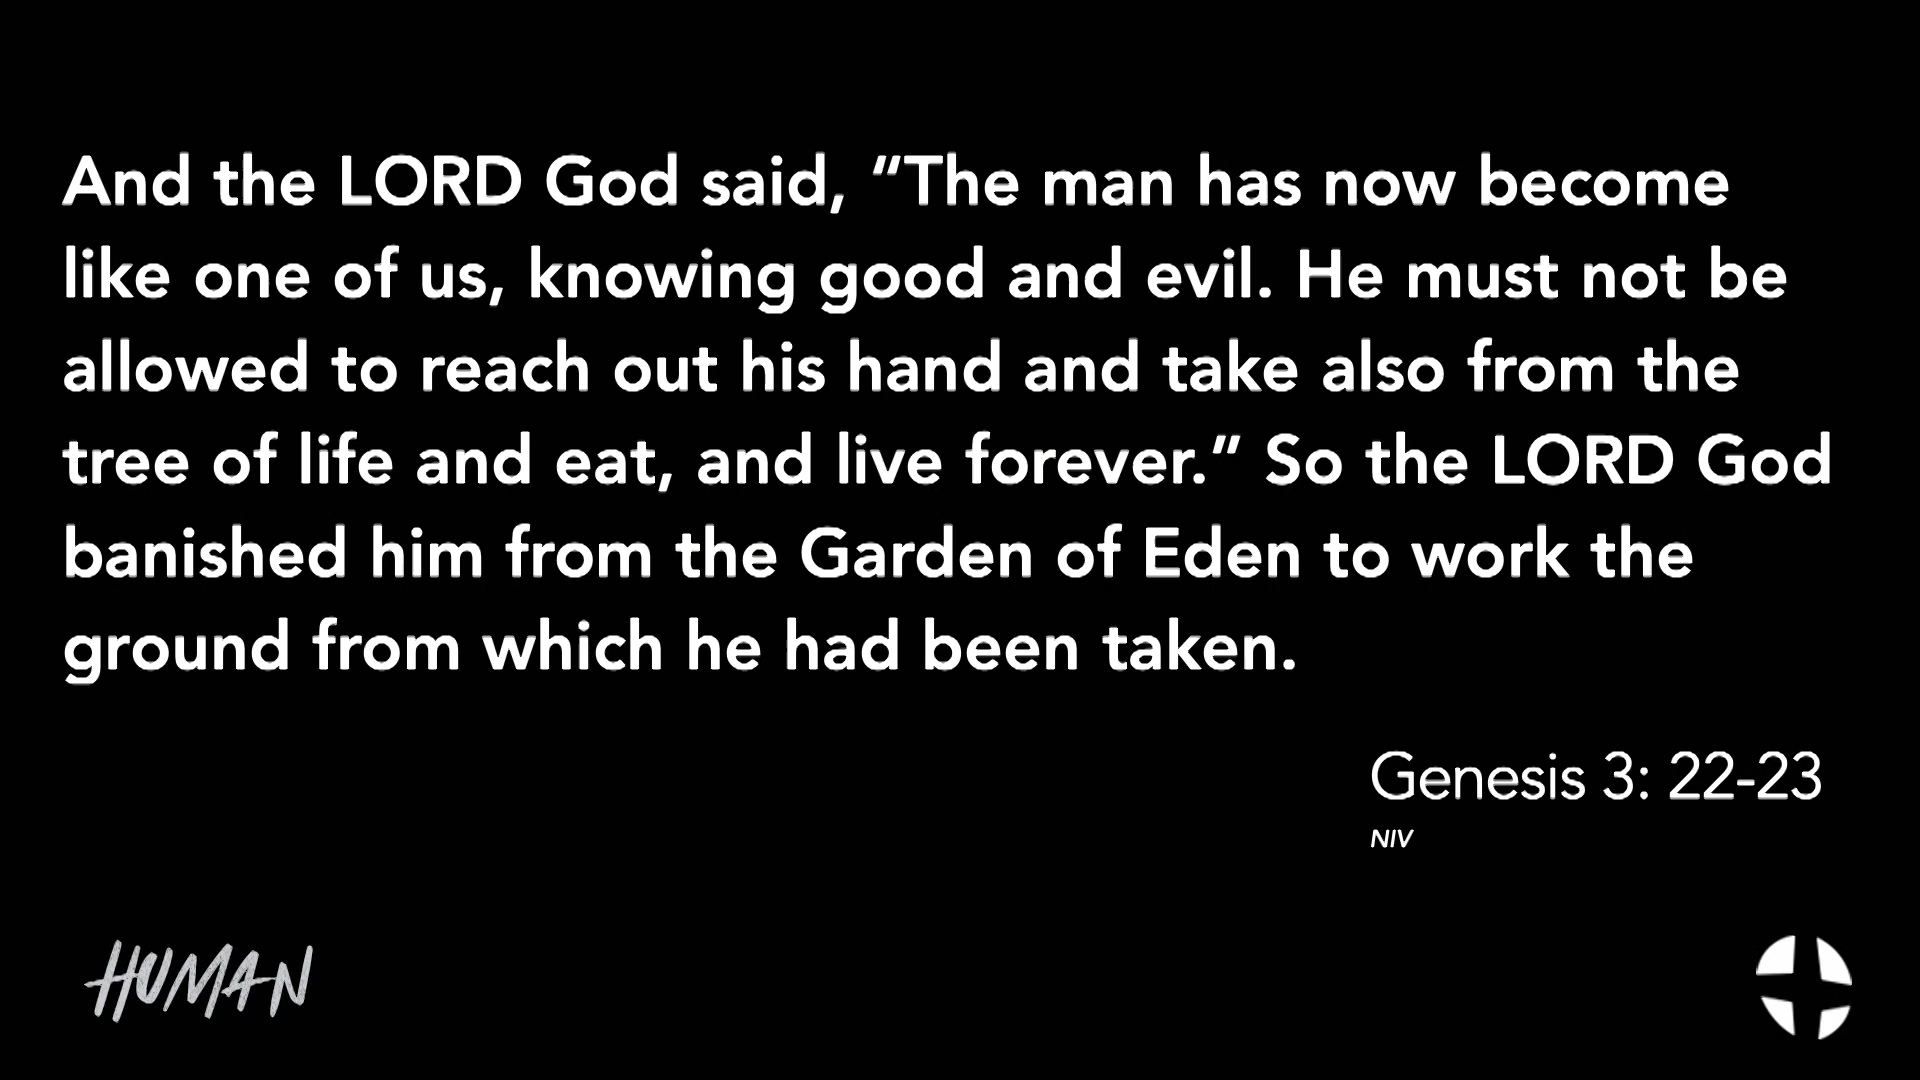 And the LORD God said, “The man has now become
like one of us, knowing good and evil. He must not be
allowed to reach out his hand and take also from the
tree of life and eat, and live forever.” So the LORD God
banished him from the Garden of Eden to work the
ground from which he had been taken.
Genesis 3: 22-23
NIV
HUMAN